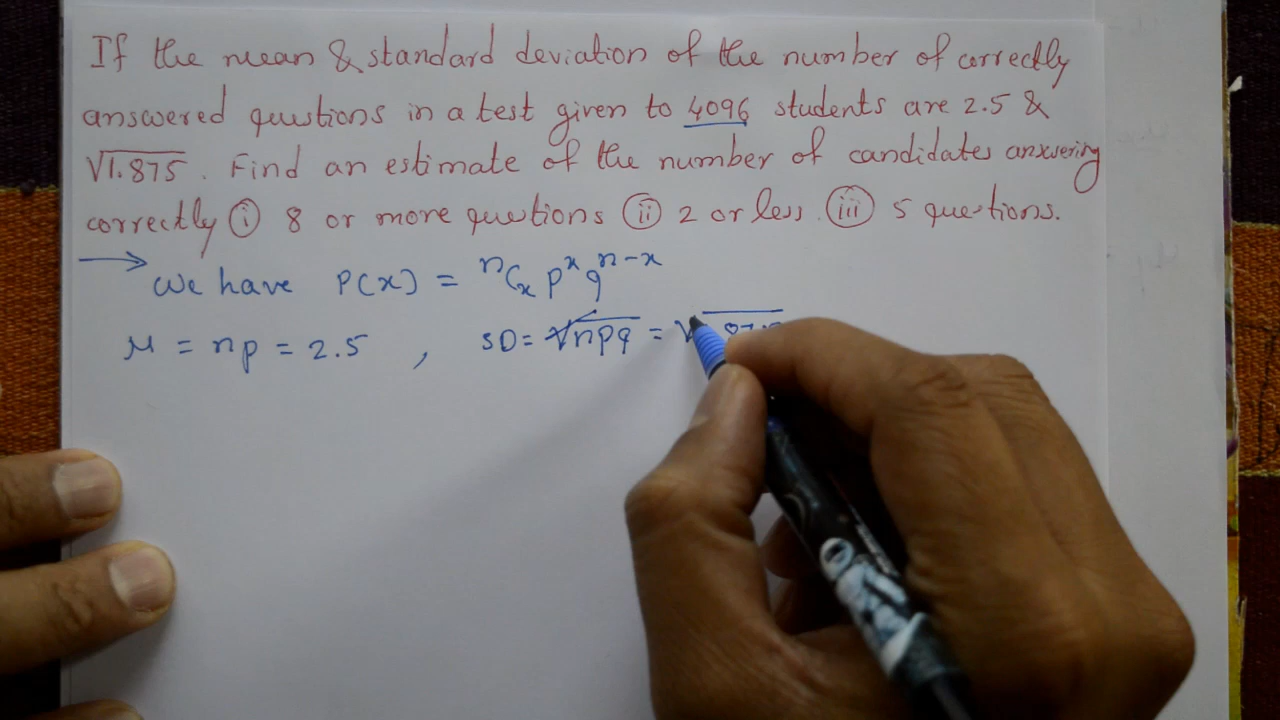 If the mean & standard deviation of the number of correctly
answered questions in a test given to 4096 students are 2.5 &
√1.875 . Find an estimate of the number of candidates answering
correctly (i) 8 or more questions (ii) 2 or less. (iii) 5 questions.
→ We have P(x) = ⁿCₓ pˣ qⁿ⁻ˣ
μ = np = 2.5 , SD = √npq = √